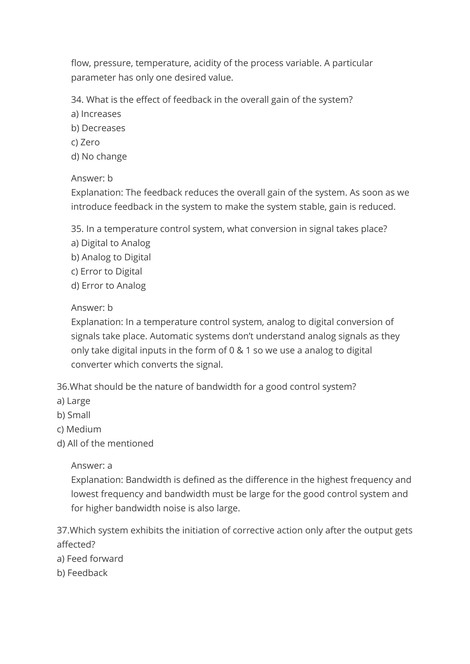 flow, pressure, temperature, acidity of the process variable. A particular
parameter has only one desired value.
34. What is the effect of feedback in the overall gain of the system?
a) Increases
b) Decreases
c) Zero
d) No change
Answer: b
Explanation: The feedback reduces the overall gain of the system. As soon as we
introduce feedback in the system to make the system stable, gain is reduced.
35. In a temperature control system, what conversion in signal takes place?
a) Digital to Analog
b) Analog to Digital
c) Error to Digital
d) Error to Analog
Answer: b
Explanation: In a temperature control system, analog to digital conversion of
signals take place. Automatic systems don’t understand analog signals as they
only take digital inputs in the form of 0 & 1 so we use a analog to digital
converter which converts the signal.
36.What should be the nature of bandwidth for a good control system?
a) Large
b) Small
c) Medium
d) All of the mentioned
Answer: a
Explanation: Bandwidth is defined as the difference in the highest frequency and
lowest frequency and bandwidth must be large for the good control system and
for higher bandwidth noise is also large.
37.Which system exhibits the initiation of corrective action only after the output gets
affected?
a) Feed forward
b) Feedback